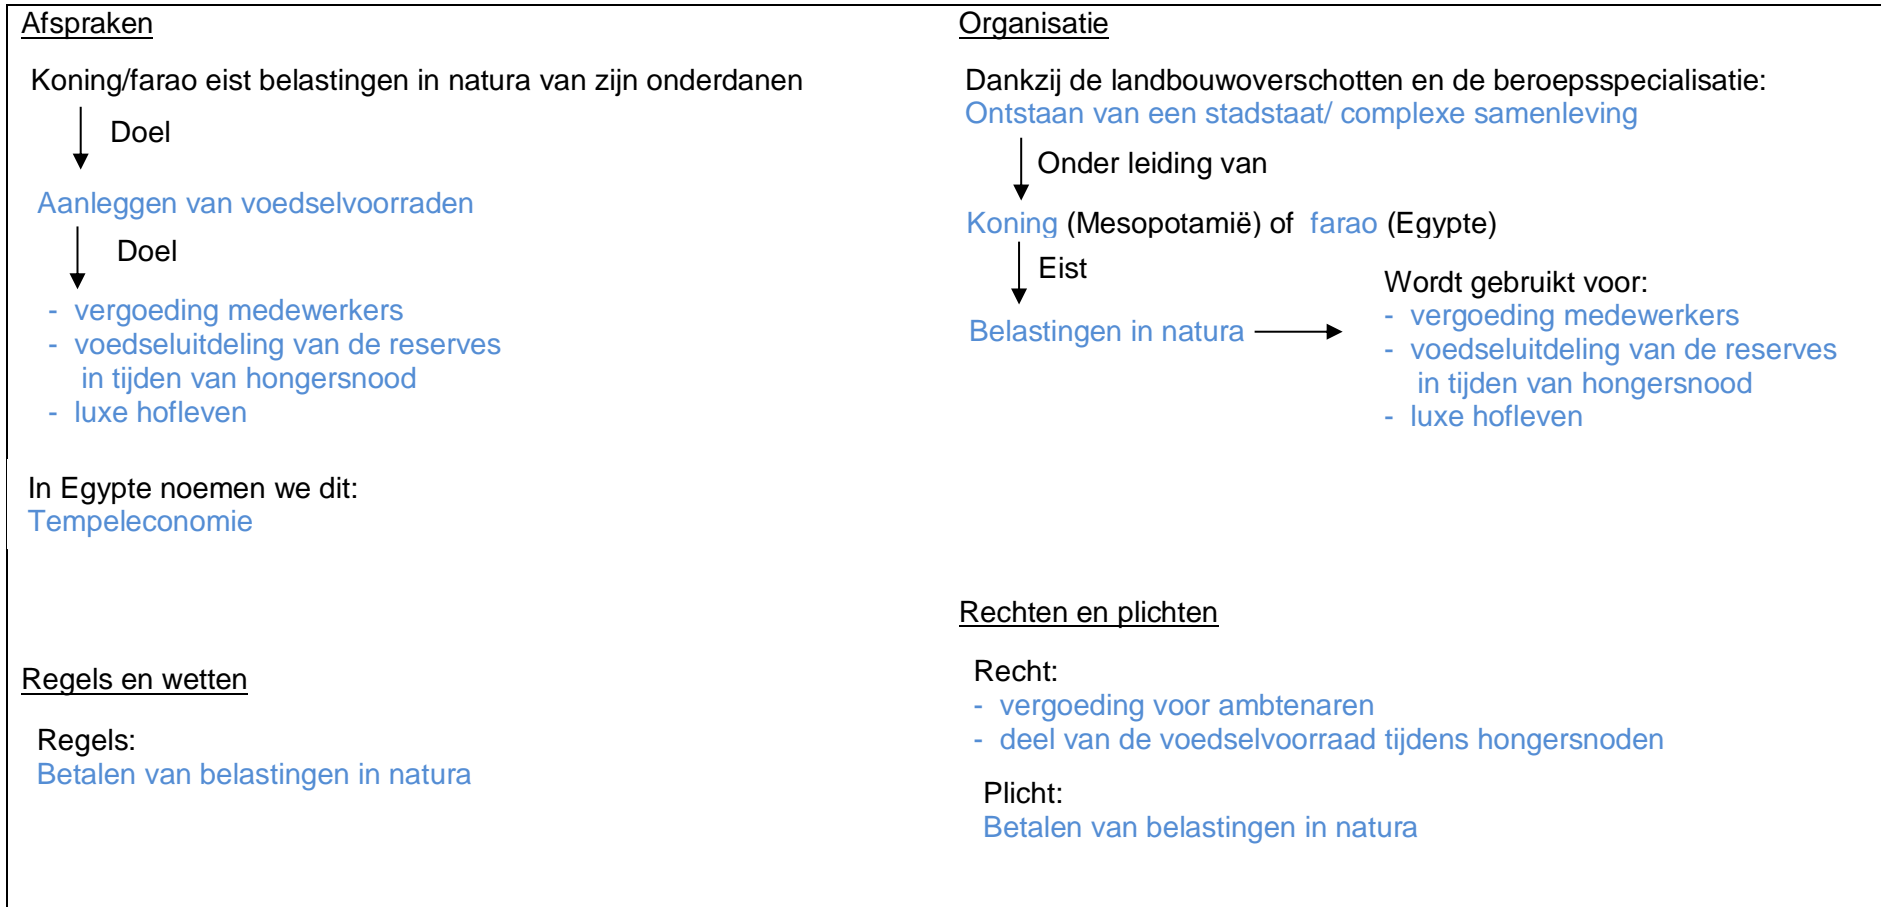 Afspraken
Koning/farao eist belastingen in natura van zijn onderdanen
Doel
Aanleggen van voedselvoorraden
Doel
- vergoeding medewerkers
- voedseluitdeling van de reserves
in tijden van hongersnood
- luxe hofleven
In Egypte noemen we dit:
Tempeleconomie
Regels en wetten
Regels:
Betalen van belastingen in natura
Organisatie
Dankzij de landbouwoverschotten en de beroepsspecialisatie:
Ontstaan van een stadstaat/ complexe samenleving
Onder leiding van
Koning (Mesopotamië) of farao (Egypte)
Eist
Belastingen in natura
Wordt gebruikt voor:
- vergoeding medewerkers
- voedseluitdeling van de reserves
in tijden van hongersnood
- luxe hofleven
Rechten en plichten
Recht:
- vergoeding voor ambtenaren
- deel van de voedselvoorraad tijdens hongersnoden
Plicht:
Betalen van belastingen in natura